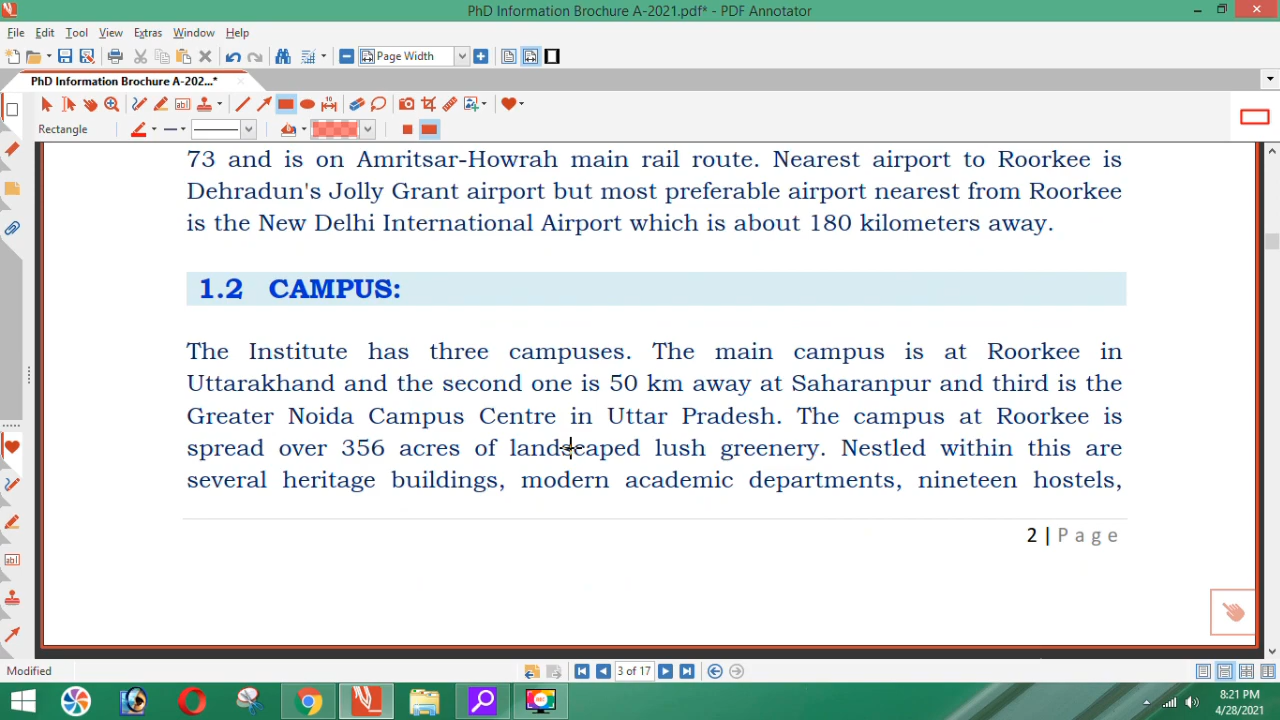 PhD Information Brochure A-2021.pdf* - PDF Annotator
File Edit Tool View Extras Window Help
Page Width
PhD Information Brochure A-202...*
Rectangle
73 and is on Amritsar-Howrah main rail route. Nearest airport to Roorkee is
Dehradun's Jolly Grant airport but most preferable airport nearest from Roorkee
is the New Delhi International Airport which is about 180 kilometers away.
1.2 CAMPUS:
The Institute has three campuses. The main campus is at Roorkee in
Uttarakhand and the second one is 50 km away at Saharanpur and third is the
Greater Noida Campus Centre in Uttar Pradesh. The campus at Roorkee is
spread over 356 acres of landscaped lush greenery. Nestled within this are
several heritage buildings, modern academic departments, nineteen hostels,
2 | Page
Modified
3 of 17
8:21 PM
4/28/2021